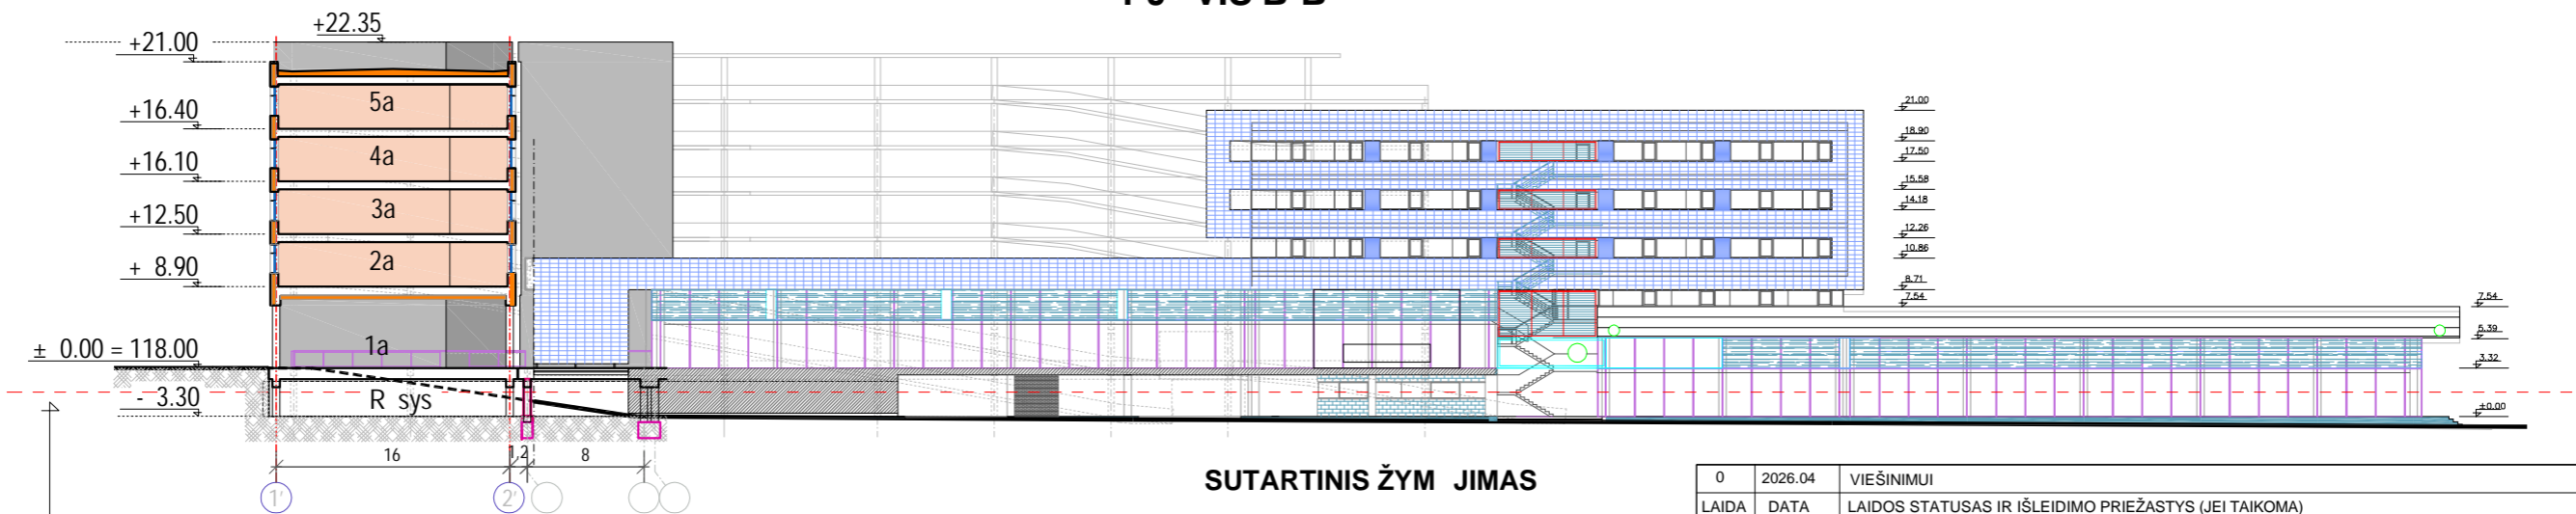 +22.35
+21.00
5a
+16.40
4a
+16.10
3a
+12.50
2a
+ 8.90
1a
± 0.00 = 118.00
R sys
- 3.30
16
1,2
8
1'
2'
21.00
18.90
17.50
15.58
14.18
12.26
10.86
8.71
7.54
7.54
5.39
3.32
±0.00
SUTARTINIS ŽYM JIMAS
0 2026.04 VIEŠINIMUI
LAIDA DATA LAIDOS STATUSAS IR IŠLEIDIMO PRIEŽASTYS (JEI TAIKOMA)